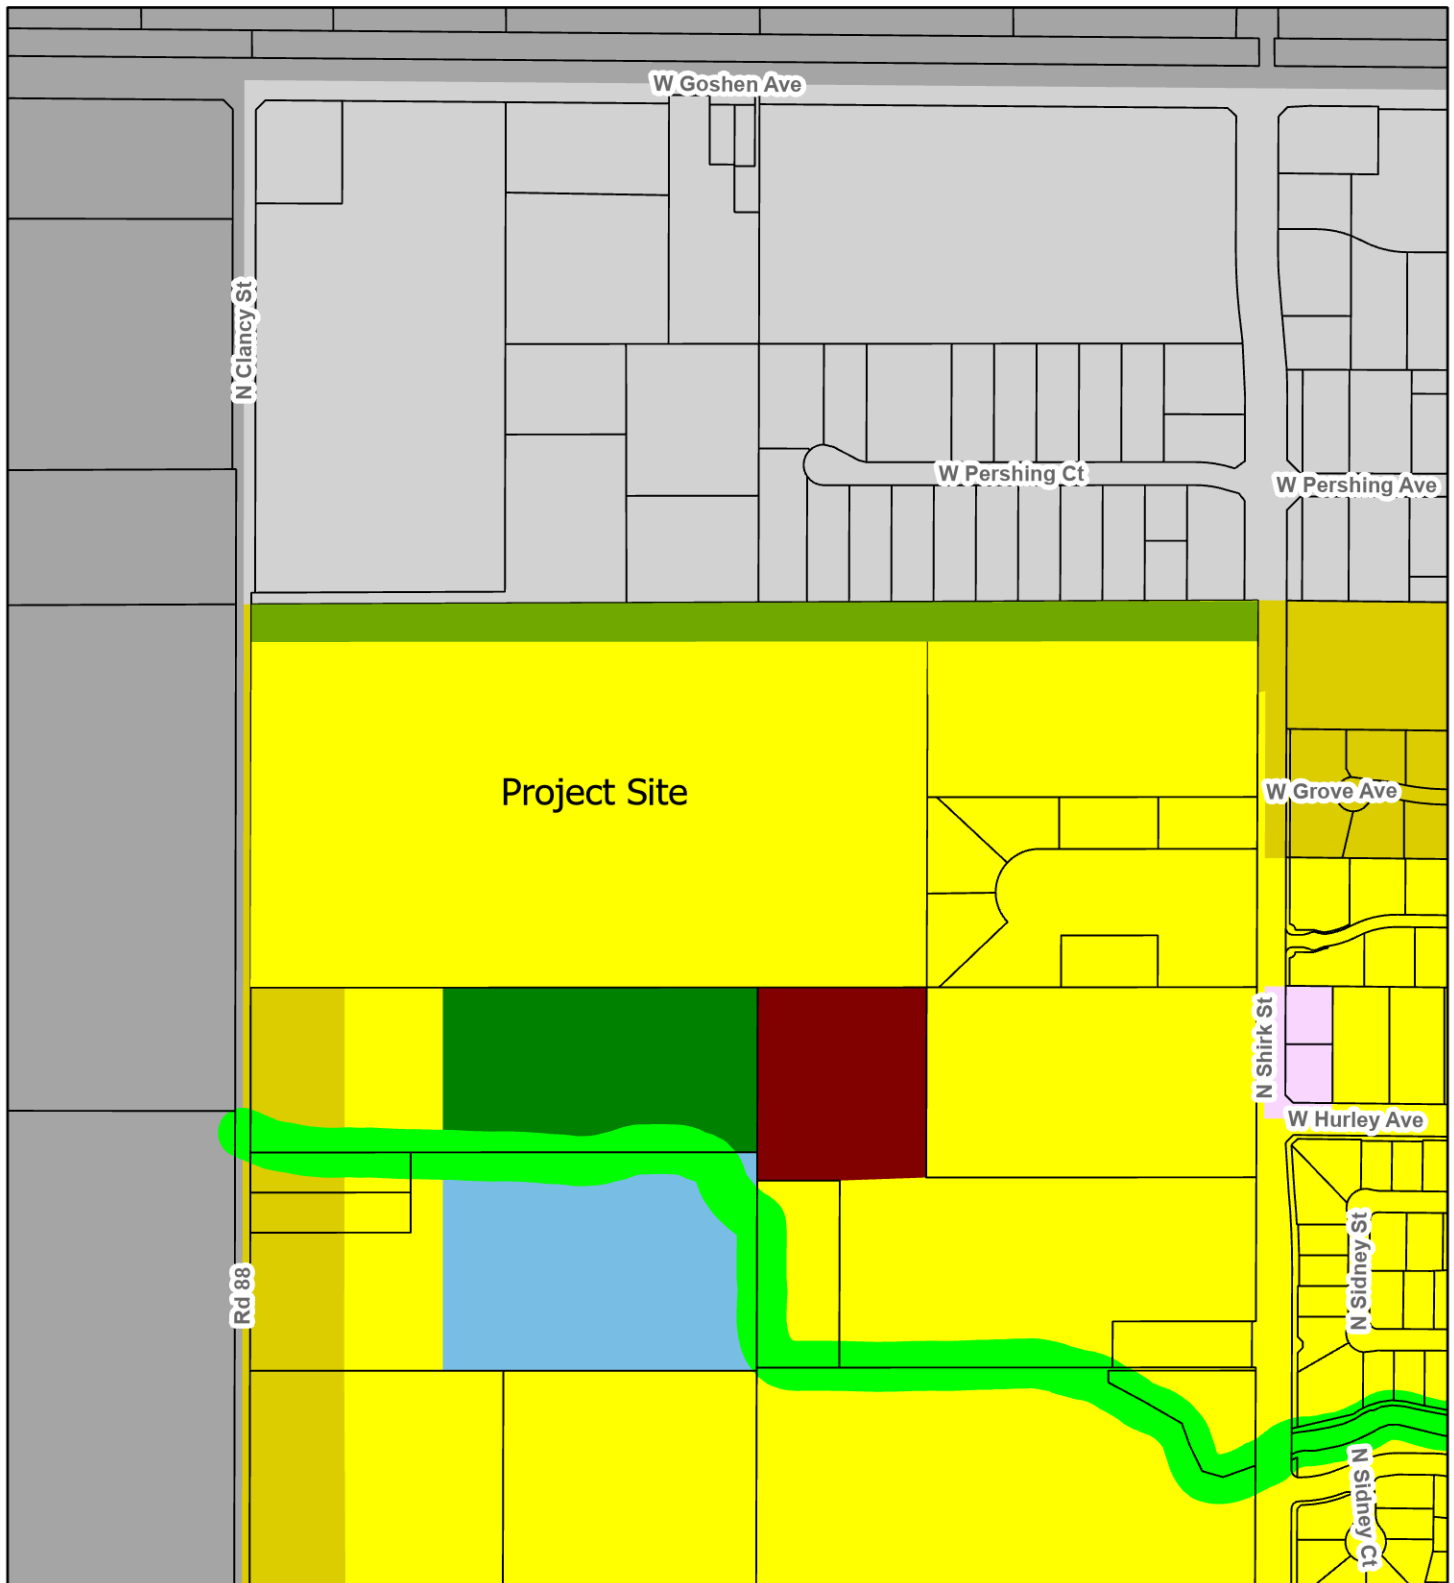 W Goshen Ave
N Clancy St
W Pershing Ct
W Pershing Ave
Project Site
W Grove Ave
N Shirk St
W Hurley Ave
Rd 88
N Sidney St
N Sidney Ct